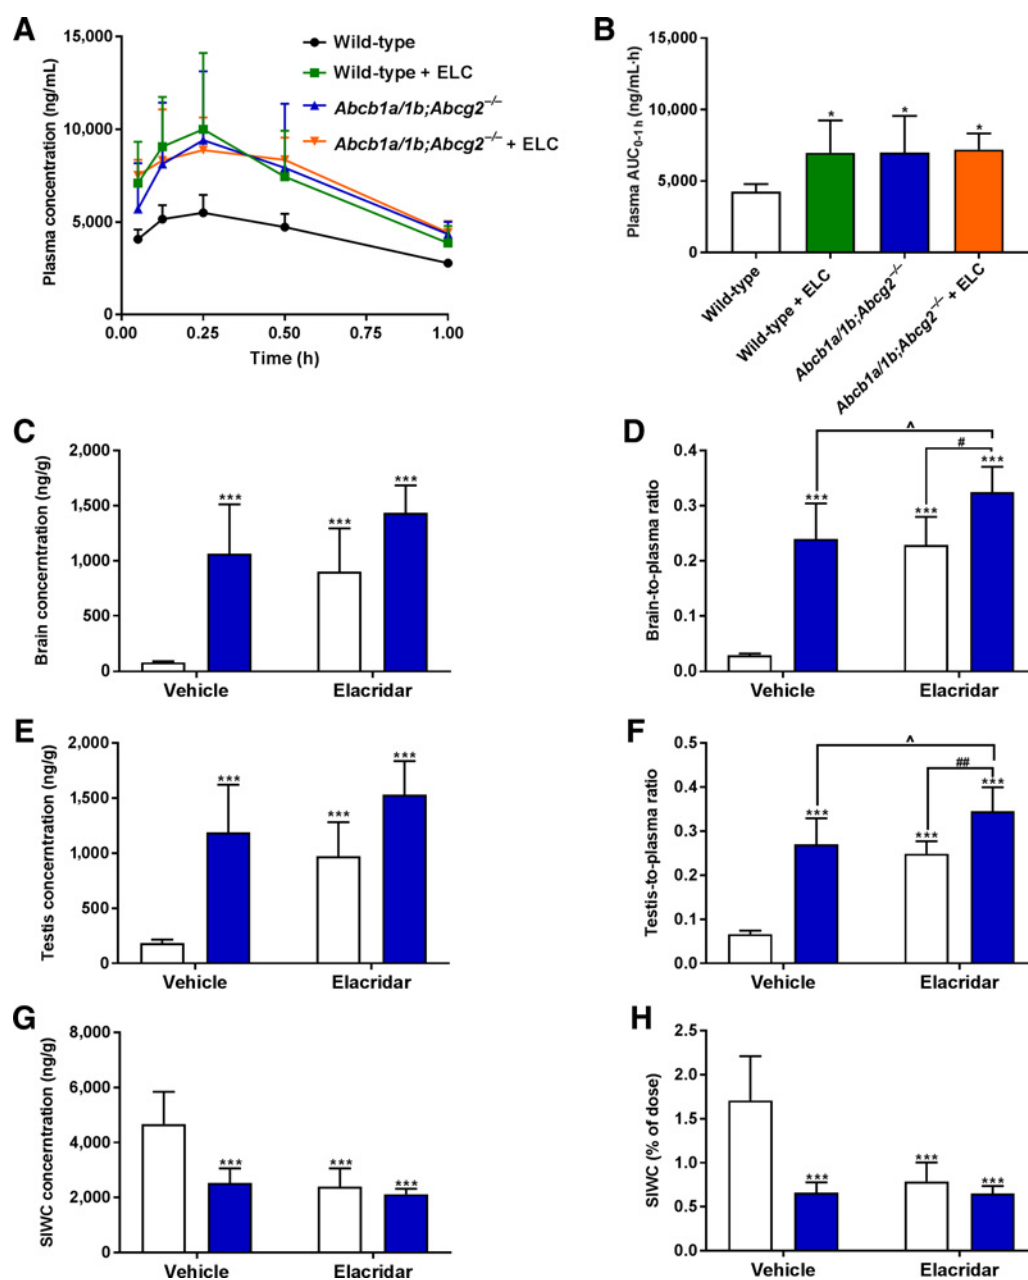 A
Plasma concentration (ng/mL)
15,000
10,000
5,000
0
0.00
0.25
0.50
0.75
1.00
Time (h)
Wild-type
Wild-type + ELC
Abcb1a/1b;Abcg2–/–
Abcb1a/1b;Abcg2–/– + ELC
B
Plasma AUC0–1 h (ng/mL·h)
15,000
10,000
5,000
0
*
*
*
Wild-type
Wild-type + ELC
Abcb1a/1b;Abcg2–/–
Abcb1a/1b;Abcg2–/– + ELC
C
Brain concerntration (ng/g)
2,000
1,500
1,000
500
0
***
***
***
Vehicle
Elacridar
D
Brain-to-plasma ratio
0.4
0.3
0.2
0.1
0.0
^
#
***
***
***
Vehicle
Elacridar
E
Testis concerntration (ng/g)
2,000
1,500
1,000
500
0
***
***
***
Vehicle
Elacridar
F
Testis-to-plasma ratio
0.5
0.4
0.3
0.2
0.1
0.0
^
##
***
***
***
Vehicle
Elacridar
G
SIWC concerntration (ng/g)
8,000
6,000
4,000
2,000
0
***
***
***
Vehicle
Elacridar
H
SIWC (% of dose)
2.5
2.0
1.5
1.0
0.5
0.0
***
***
***
Vehicle
Elacridar